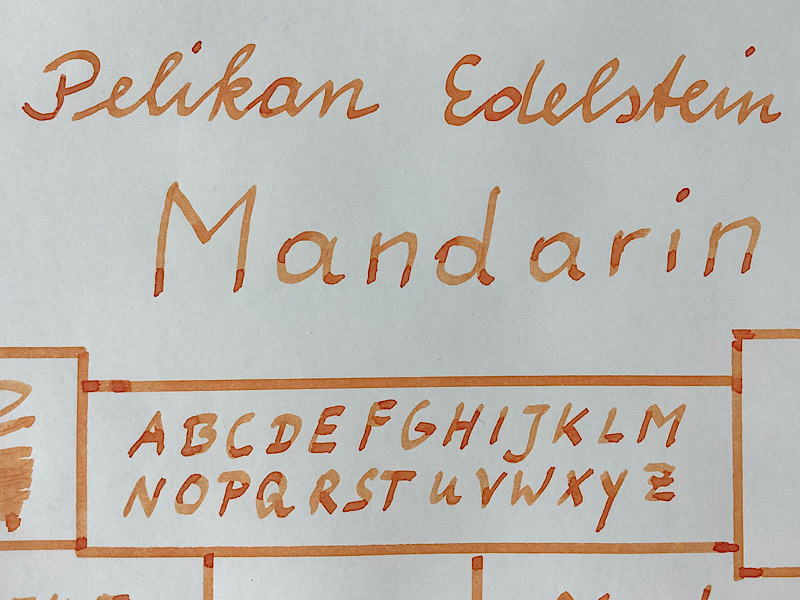 Pelikan Edelstein
Mandarin
ABCDEFGHIJKLM
NOPQRSTUVWXYZ